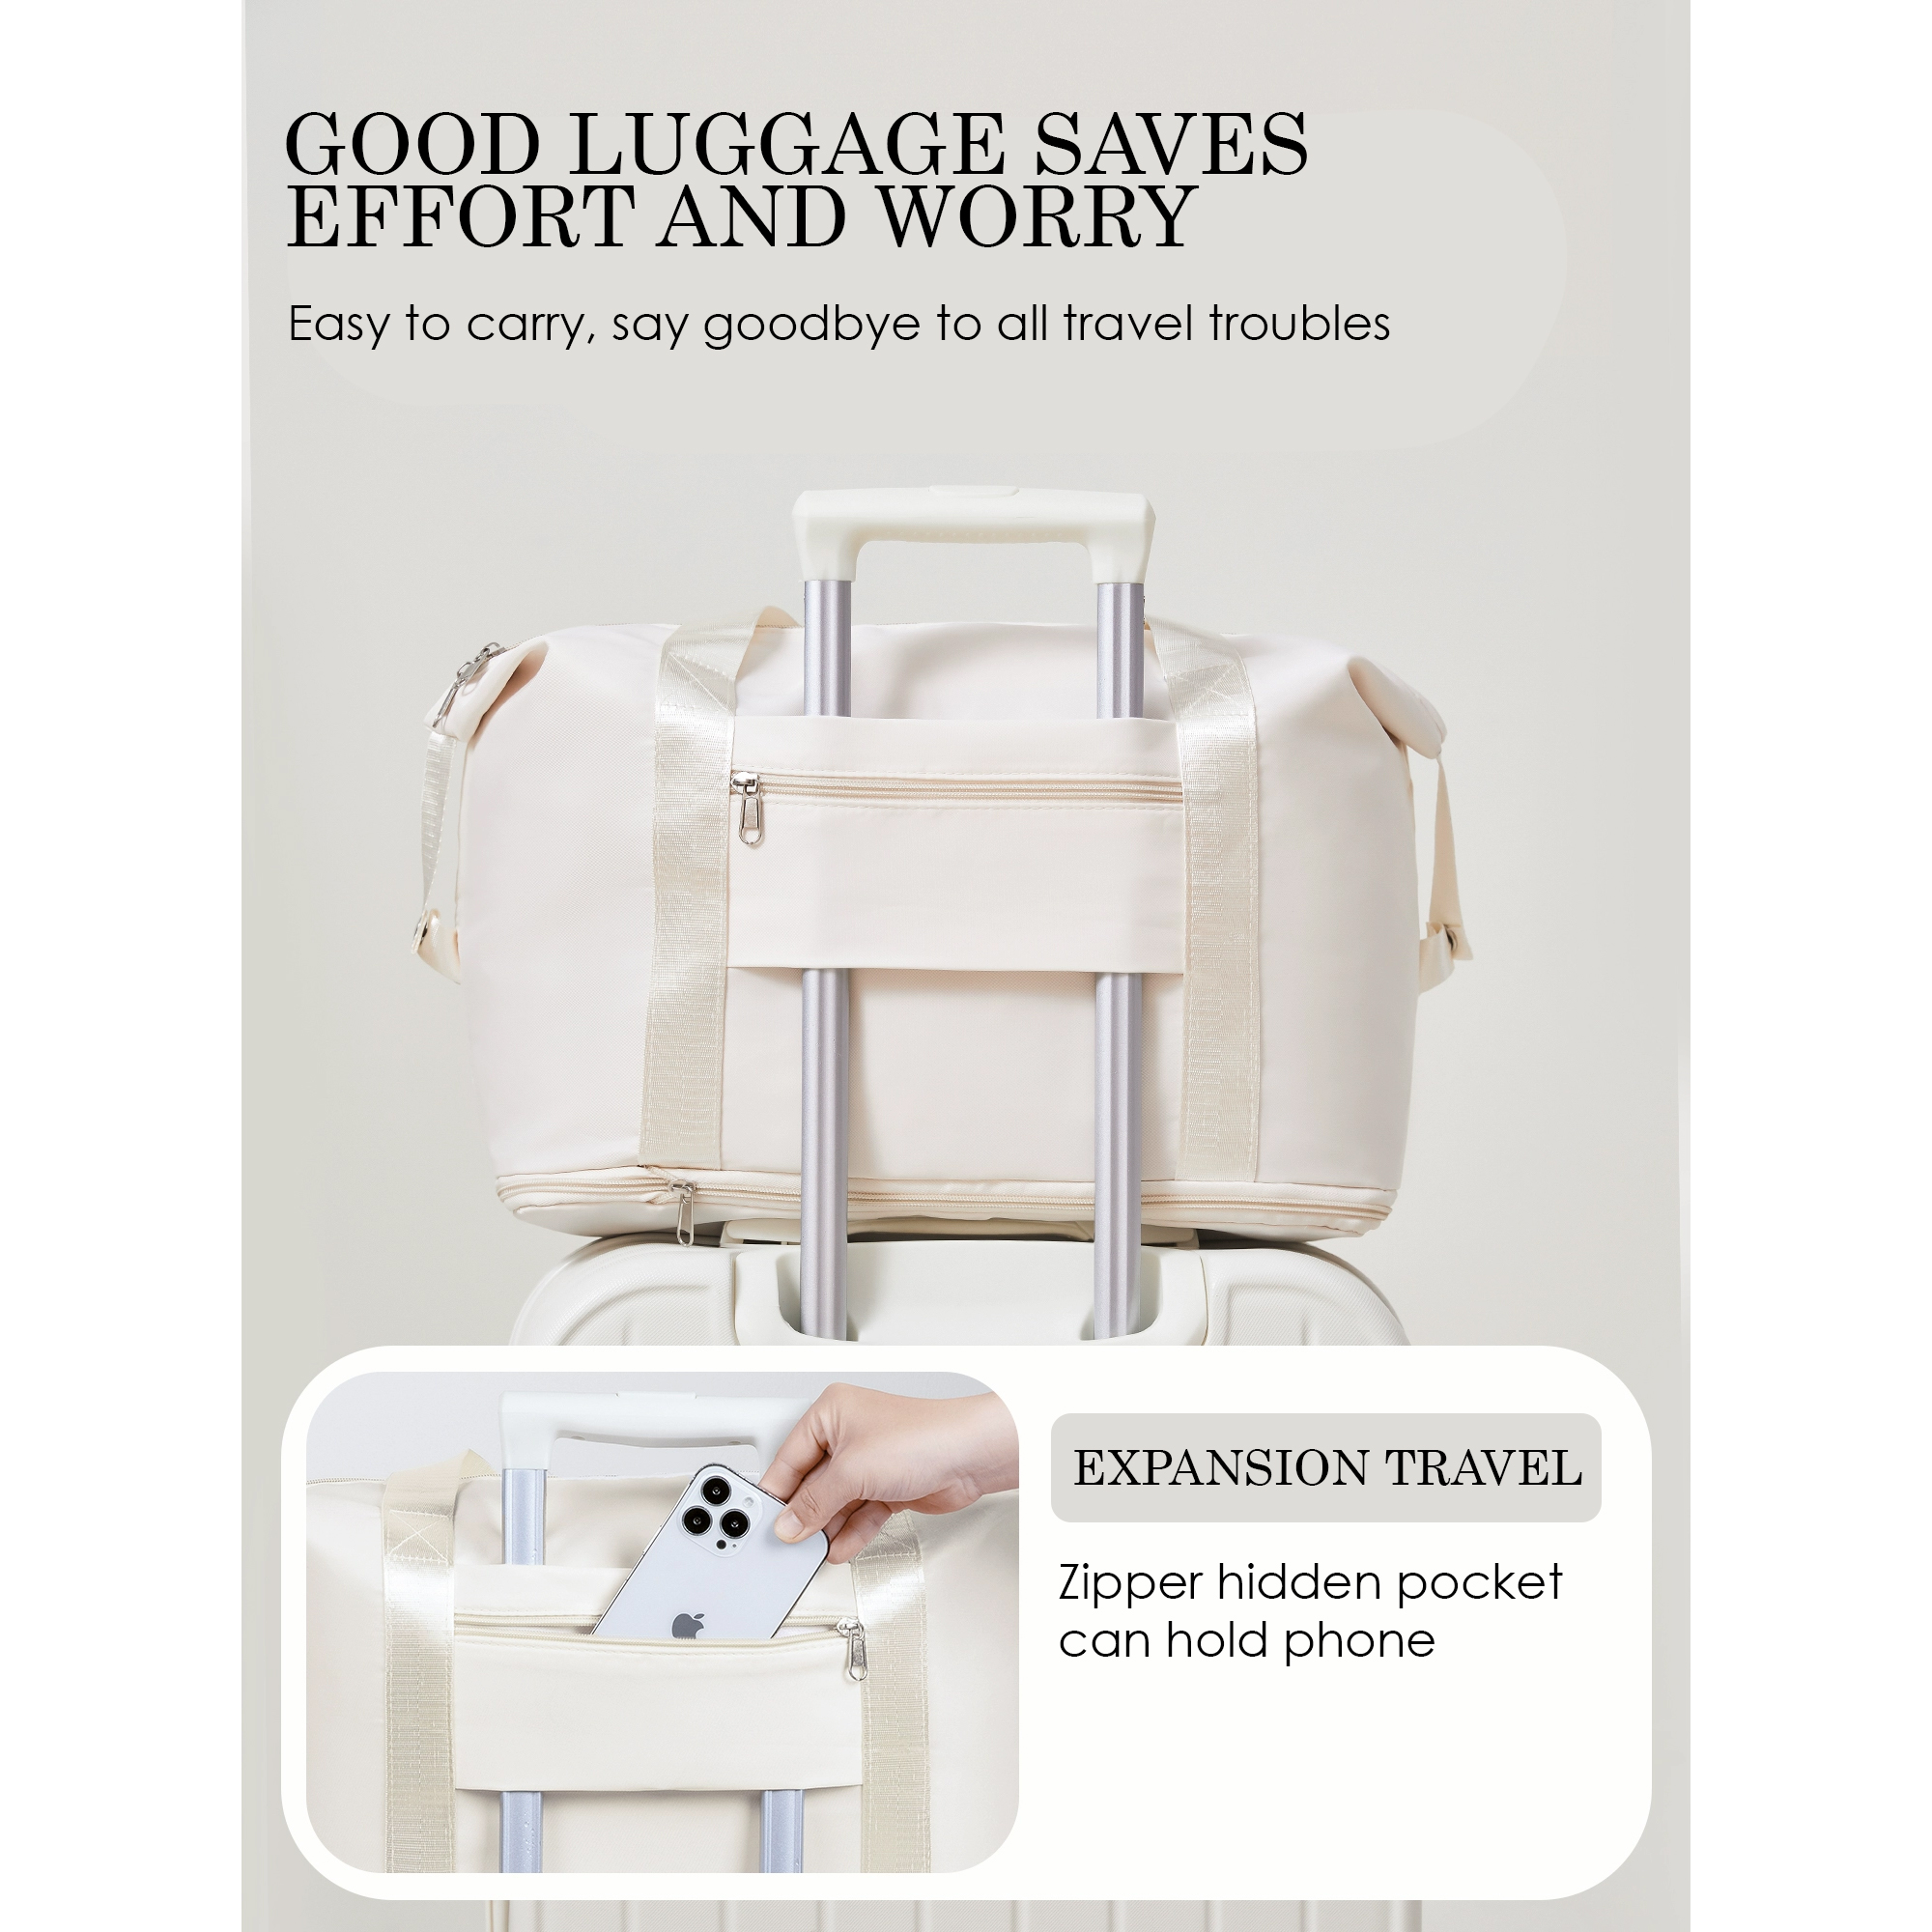 GOOD LUGGAGE SAVES
EFFORT AND WORRY
Easy to carry, say goodbye to all travel troubles
EXPANSION TRAVEL
Zipper hidden pocket
can hold phone